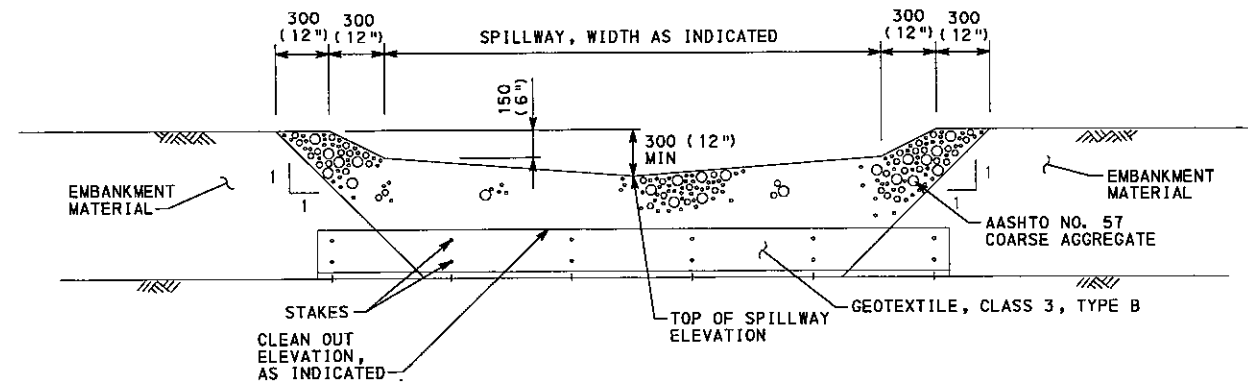 300
(12")
300
(12")
SPILLWAY, WIDTH AS INDICATED
300
(12")
300
(12")
150
(6")
300 (12")
MIN
1
1
1
1
EMBANKMENT
MATERIAL
EMBANKMENT
MATERIAL
AASHTO NO. 57
COARSE AGGREGATE
STAKES
GEOTEXTILE, CLASS 3, TYPE B
TOP OF SPILLWAY
ELEVATION
CLEAN OUT
ELEVATION,
AS INDICATED